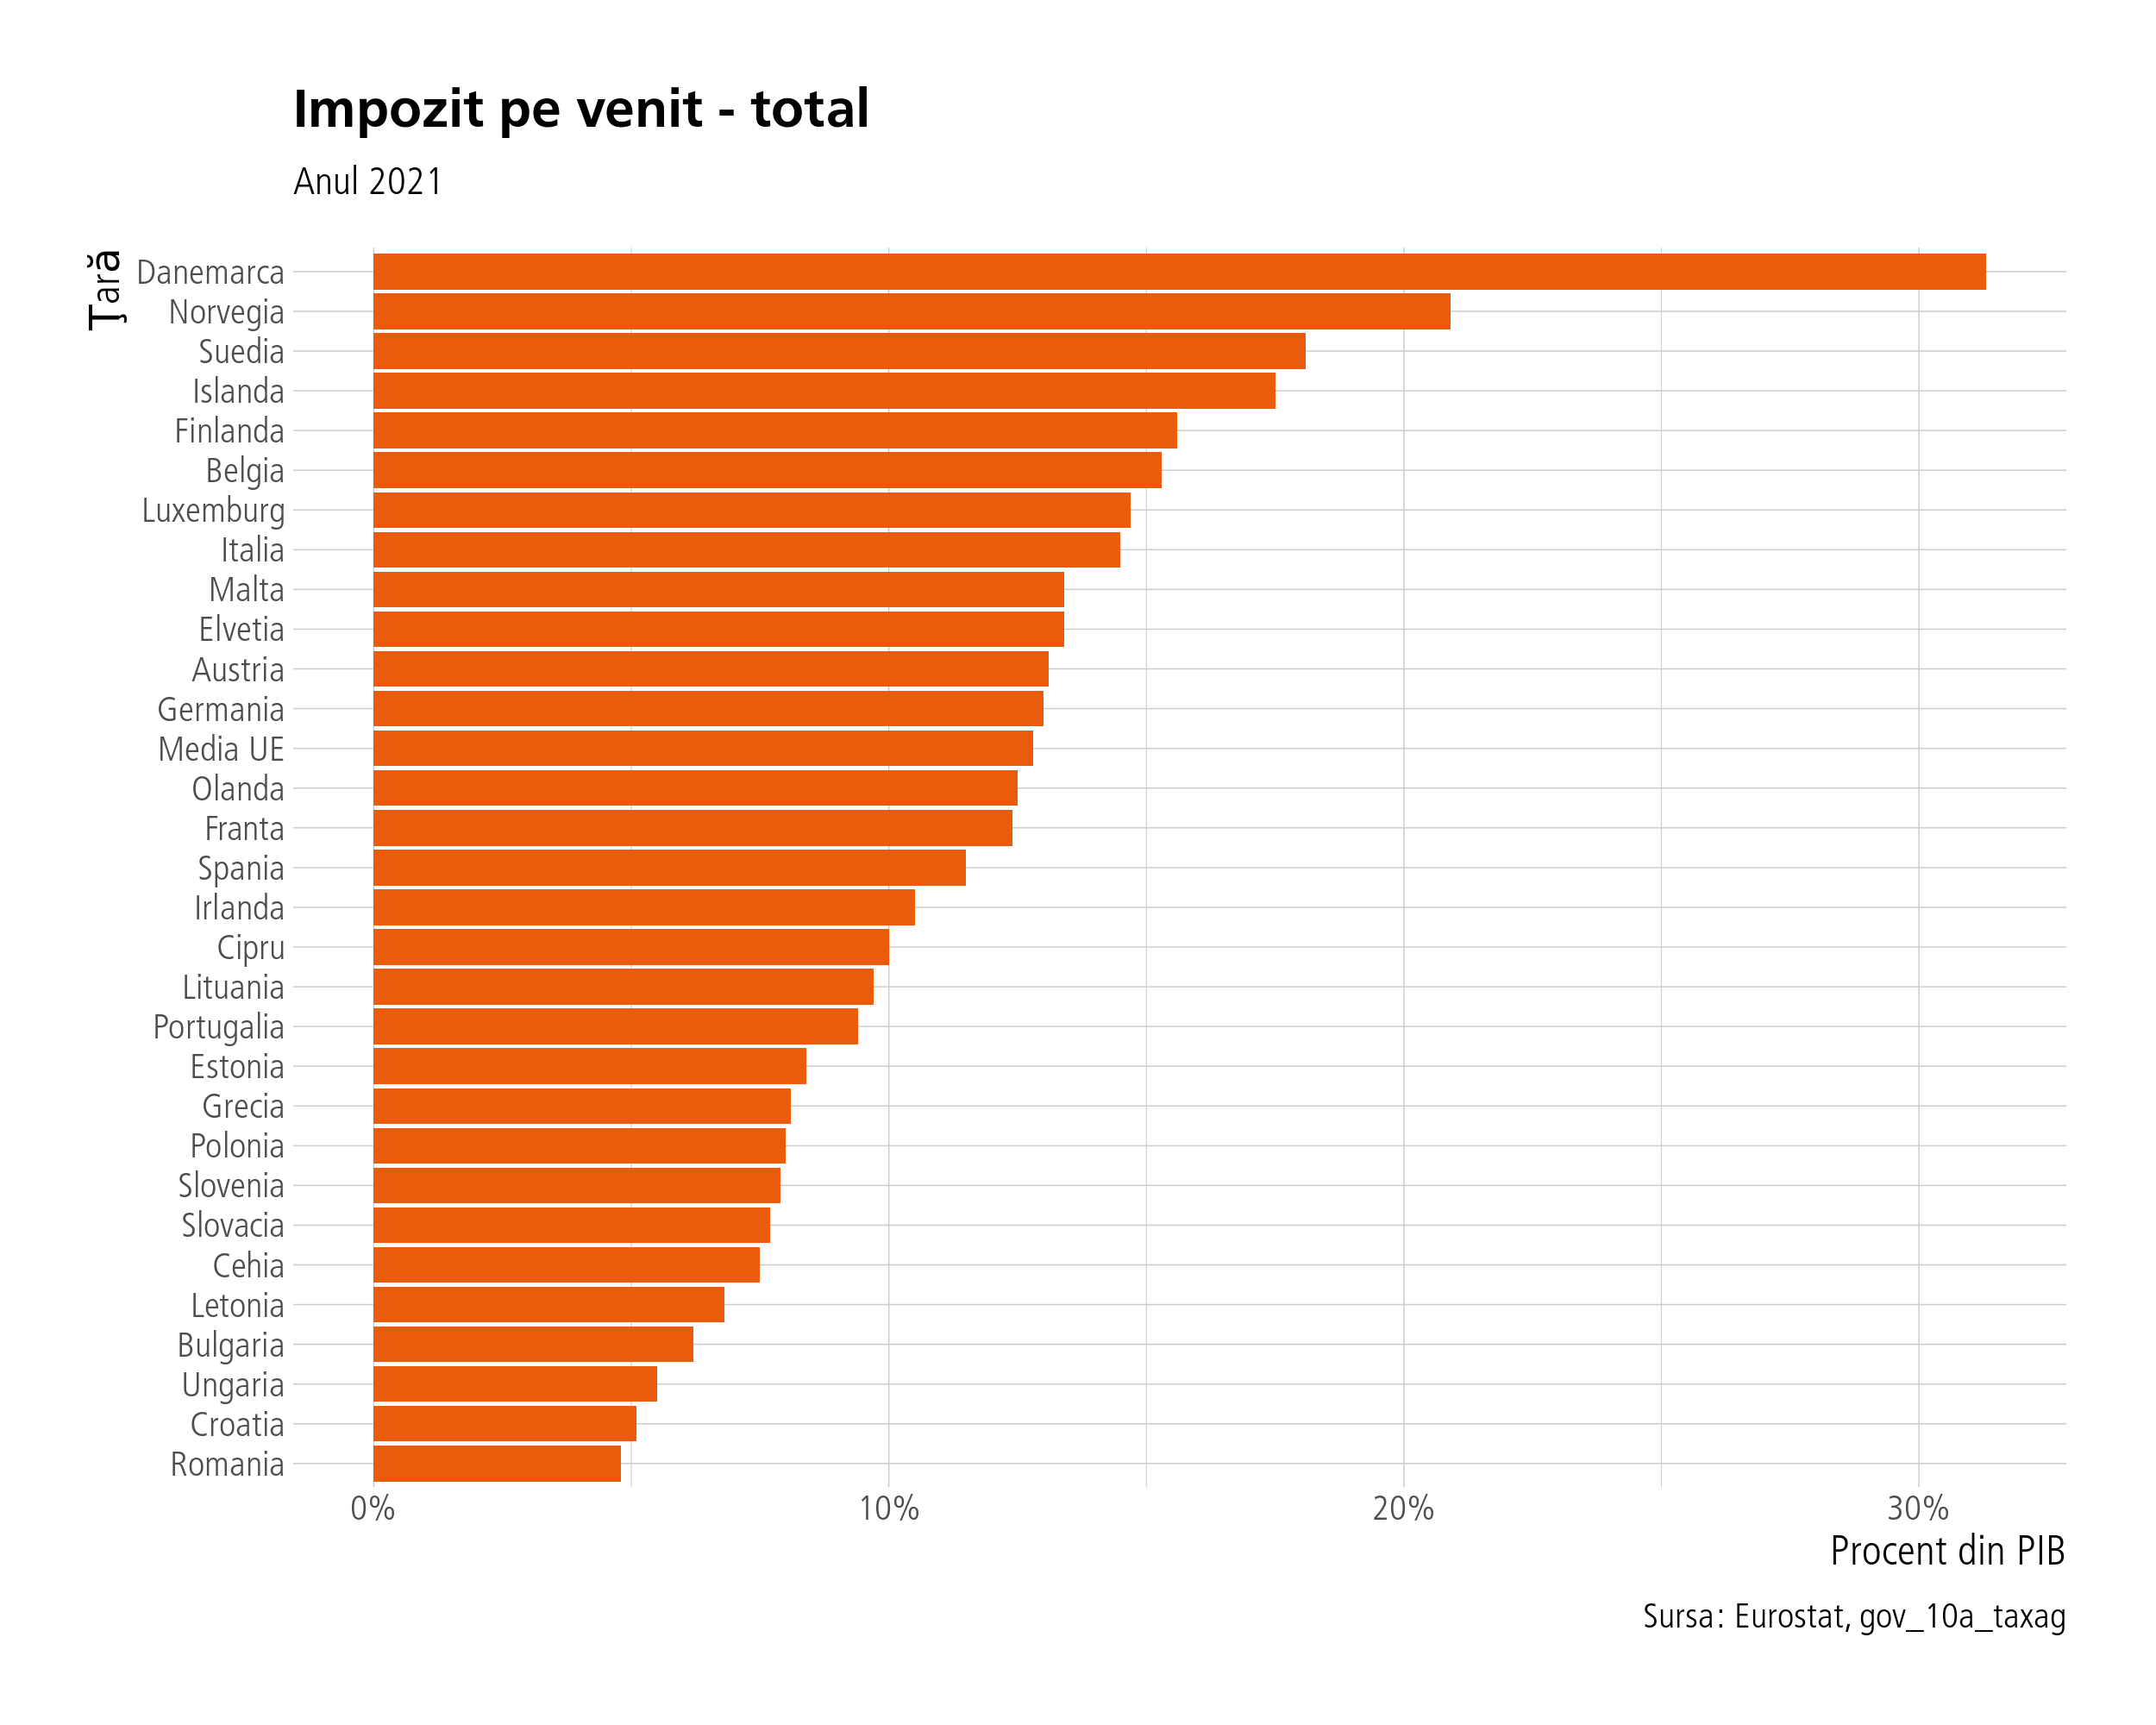 Impozit pe venit - total
Anul 2021
Ţară
Danemarca
Norvegia
Suedia
Islanda
Finlanda
Belgia
Luxemburg
Italia
Malta
Elvetia
Austria
Germania
Media UE
Olanda
Franta
Spania
Irlanda
Cipru
Lituania
Portugalia
Estonia
Grecia
Polonia
Slovenia
Slovacia
Cehia
Letonia
Bulgaria
Ungaria
Croatia
Romania
0% 10% 20% 30%
Procent din PIB
Sursa: Eurostat, gov_10a_taxag